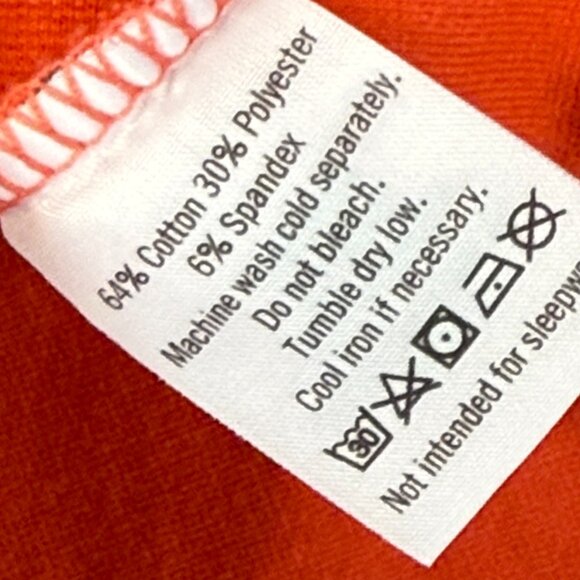 64% Cotton 30% Polyester
6% Spandex
Machine wash cold separately.
Do not bleach.
Tumble dry low.
Cool iron if necessary.
30
Not intended for